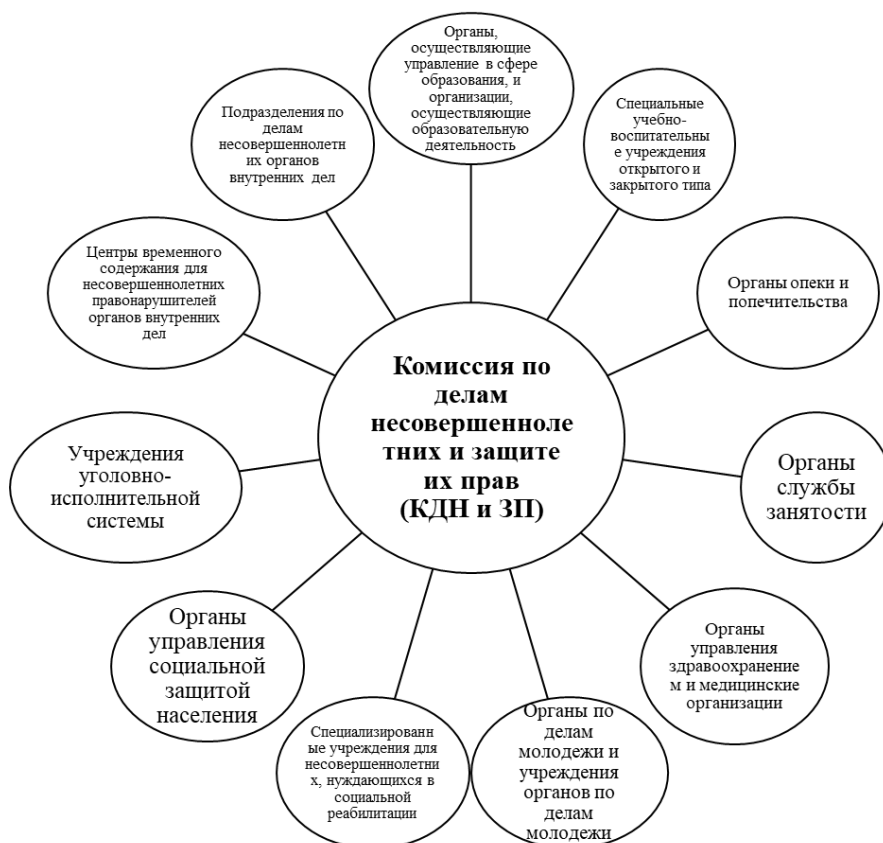 Органы,
осуществляющие
управление в сфере
образования, и
организации,
осуществляющие
образовательную
деятельность
Специальные
учебно-
воспитательны
е учреждения
открытого и
закрытого типа
Органы опеки и
попечительства
Органы
службы
занятости
Органы
управления
здравоохранение
м и медицинские
организации
Органы по
делам
молодежи и
учреждения
органов по
делам
молодежи
Специализирован
ные учреждения для
несовершеннолетни
х, нуждающихся в
социальной
реабилитации
Органы
управления
социальной
защитой
населения
Учреждения
уголовно-
исполнительной
системы
Центры временного
содержания для
несовершеннолетних
правонарушителей
органов внутренних
дел
Подразделения по
делам
несовершеннолетн
их органов
внутренних дел
Комиссия по
делам
несовершенноле
тних и защите
их прав
(КДН и ЗП)